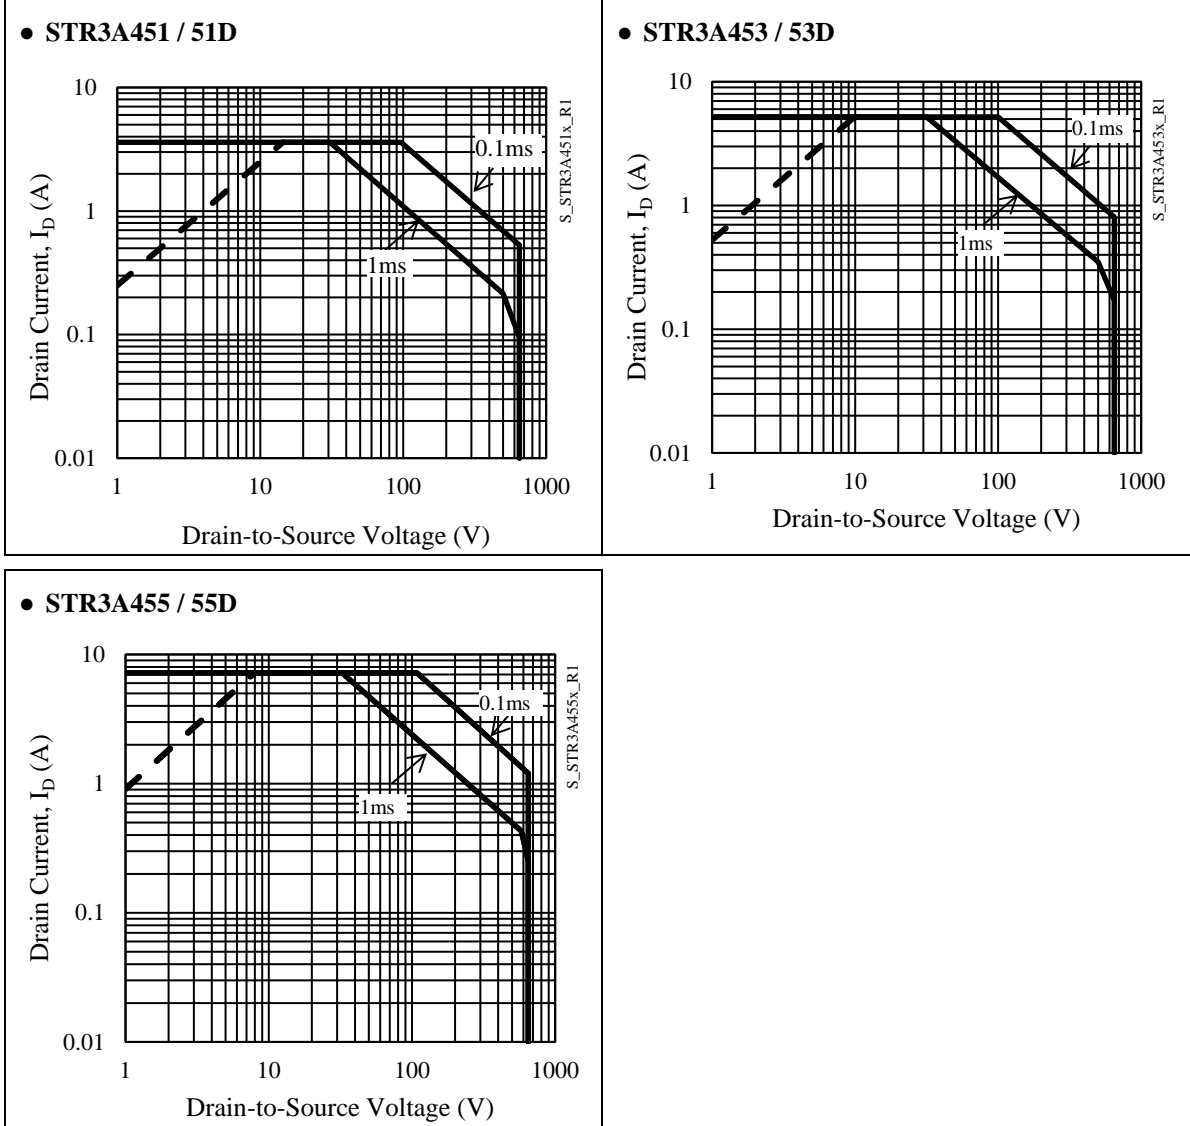 ● STR3A451 / 51D
10
1
0.1
0.01
1 10 100 1000
Drain Current, I_D (A)
Drain-to-Source Voltage (V)
0.1ms
1ms
S_STR3A451x_R1
● STR3A453 / 53D
10
1
0.1
0.01
1 10 100 1000
Drain Current, I_D (A)
Drain-to-Source Voltage (V)
0.1ms
1ms
S_STR3A453x_R1
● STR3A455 / 55D
10
1
0.1
0.01
1 10 100 1000
Drain Current, I_D (A)
Drain-to-Source Voltage (V)
0.1ms
1ms
S_STR3A455x_R1